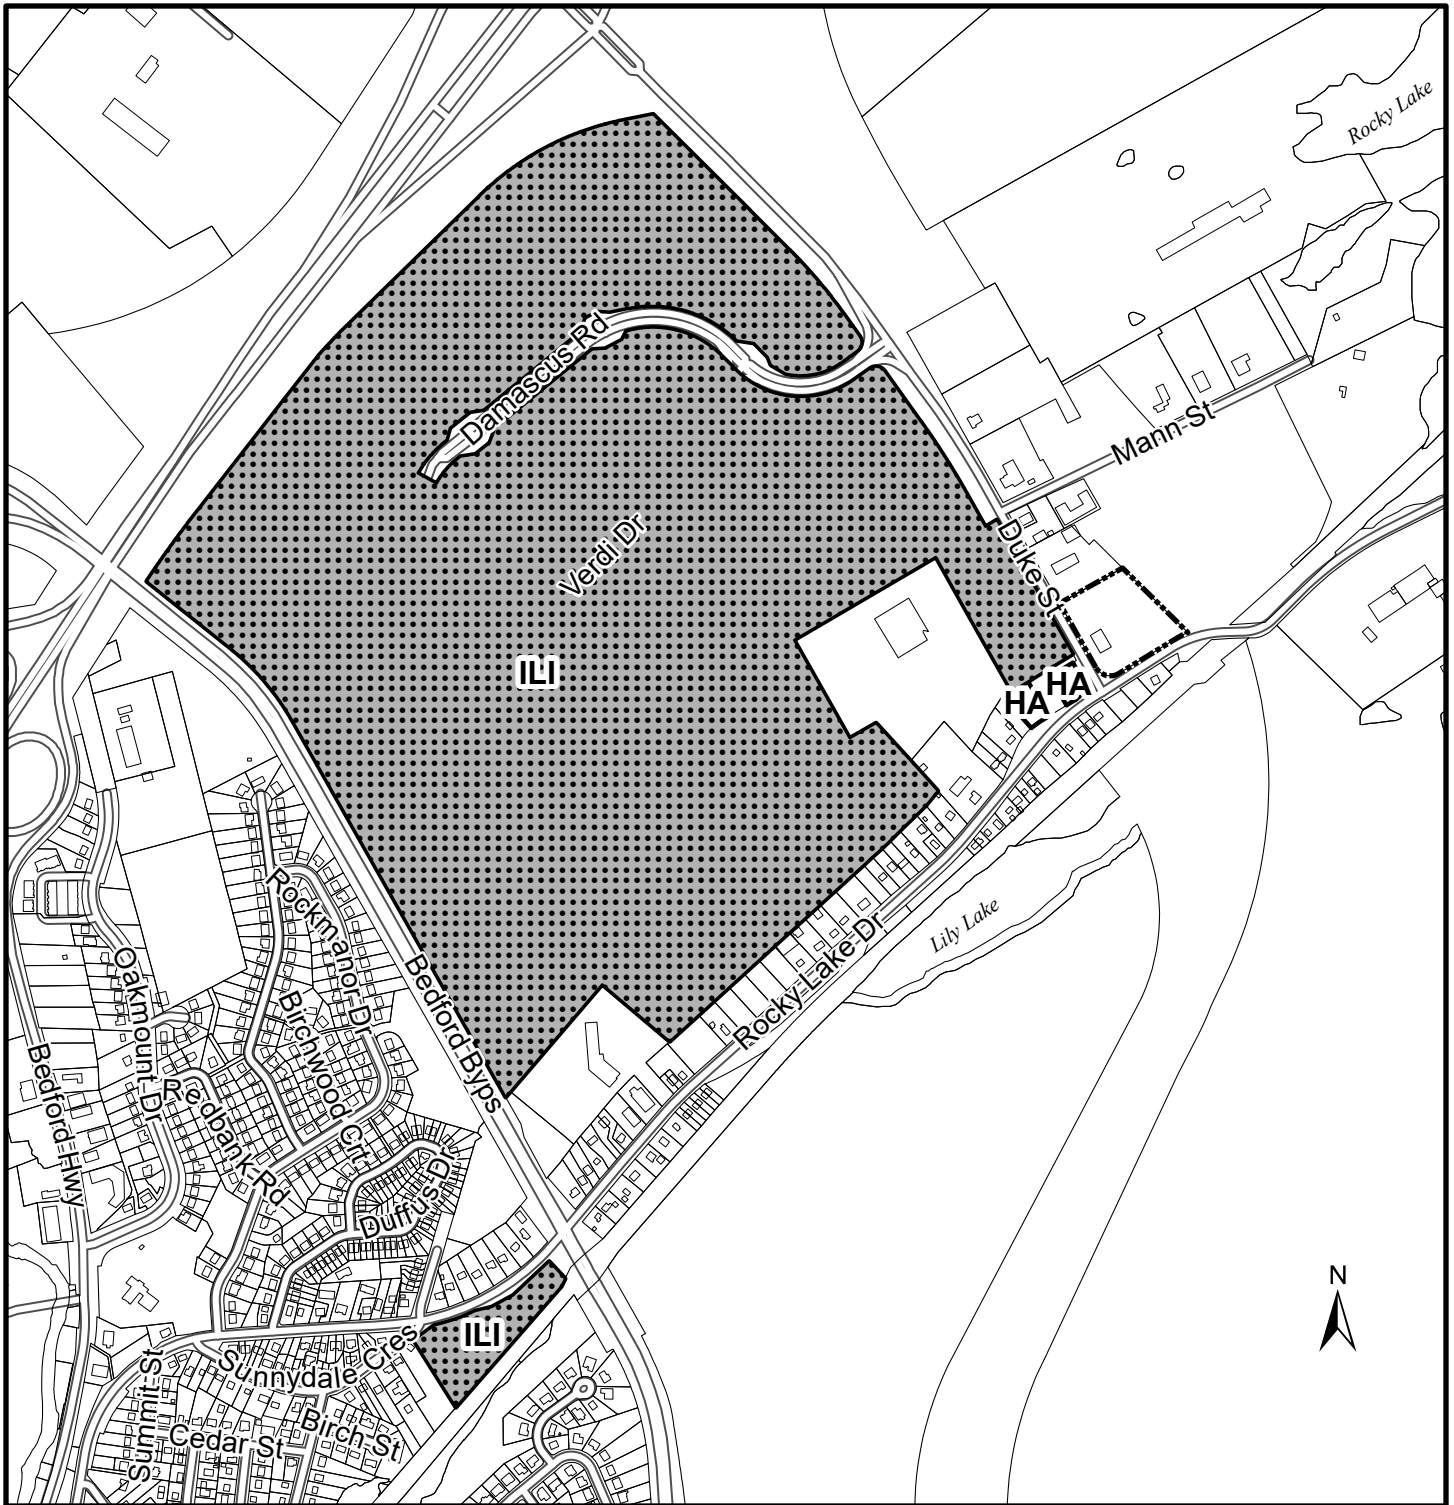 Rocky Lake
Damascus Rd
Mann St
Verdi Dr
Duke St
ILI
HA
HA
Rockmanor Dr
Lily Lake
Oakmount Dr
Rocky Lake Dr
Bedford Byps
Birchwood Crt
Bedford Hwy
Redbank Rd
Duffus Dr
N
ILI
Sunnydale Cres
Summit St
Birch St
Cedar St